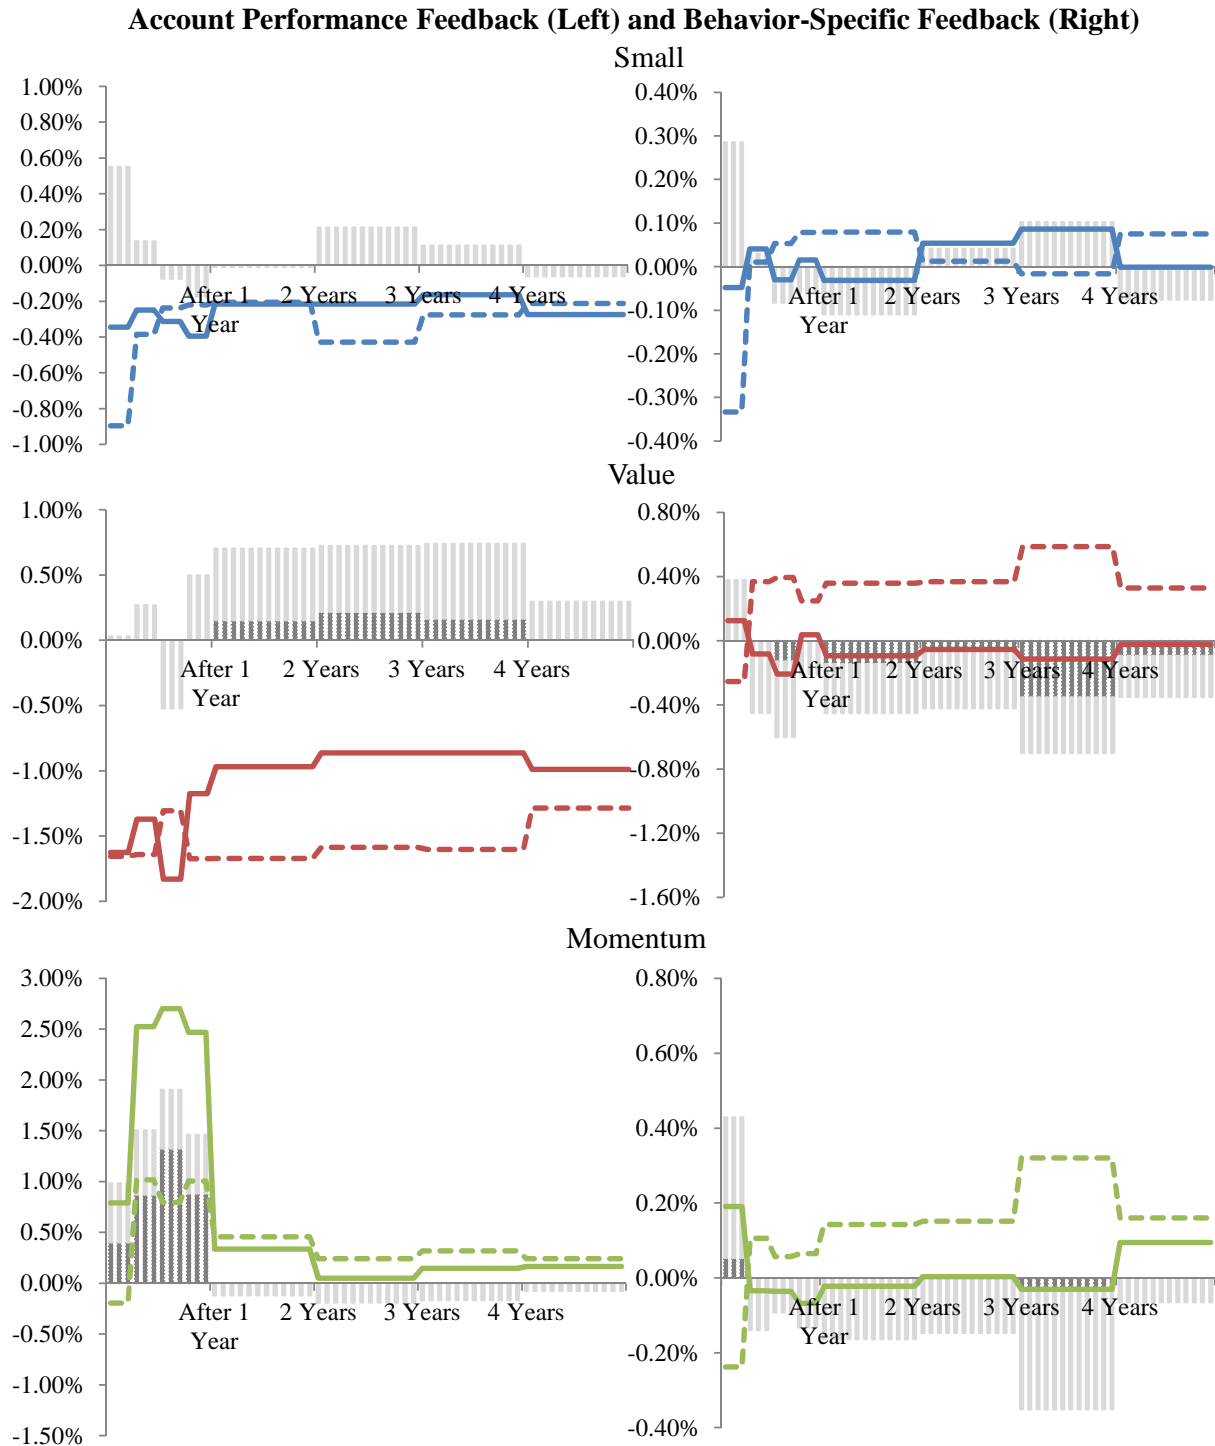 Account Performance Feedback (Left) and Behavior-Specific Feedback (Right)
Small
1.00%
0.80%
0.60%
0.40%
0.20%
0.00%
-0.20%
-0.40%
-0.60%
-0.80%
-1.00%
After 1
Year
2 Years
3 Years
4 Years
0.40%
0.30%
0.20%
0.10%
0.00%
-0.10%
-0.20%
-0.30%
-0.40%
After 1
Year
2 Years
3 Years
4 Years
Value
1.00%
0.50%
0.00%
-0.50%
-1.00%
-1.50%
-2.00%
After 1
Year
2 Years
3 Years
4 Years
0.80%
0.40%
0.00%
-0.40%
-0.80%
-1.20%
-1.60%
After 1
Year
2 Years
3 Years
4 Years
Momentum
3.00%
2.50%
2.00%
1.50%
1.00%
0.50%
0.00%
-0.50%
-1.00%
-1.50%
After 1
Year
2 Years
3 Years
4 Years
0.80%
0.60%
0.40%
0.20%
0.00%
-0.20%
-0.40%
After 1
Year
2 Years
3 Years
4 Years